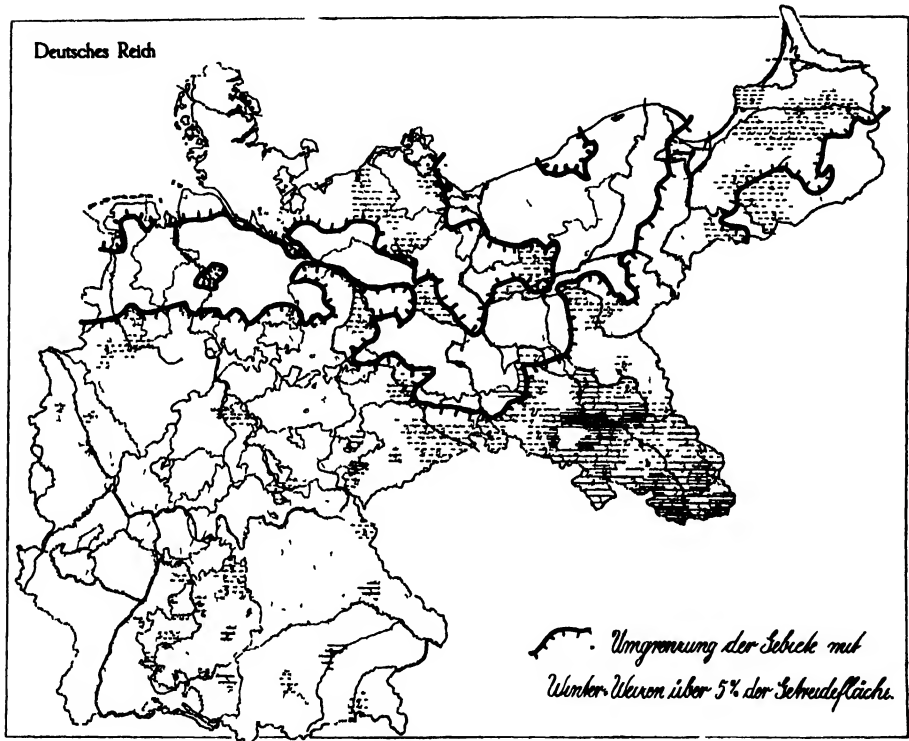 Deutsches Reich
Umgrenzung der Gebiete mit
Winter-Weizen über 5% der Getreidefläche.